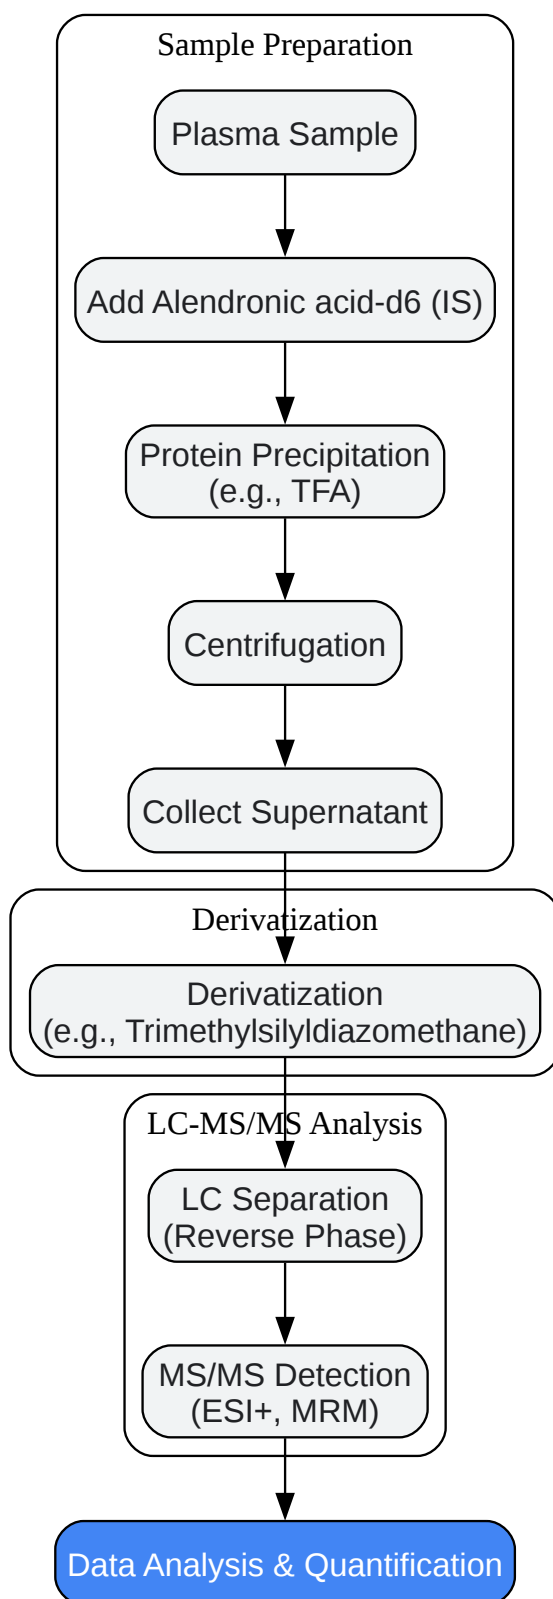 Sample Preparation
Plasma Sample
Add Alendronic acid-d6 (IS)
Protein Precipitation
(e.g., TFA)
Centrifugation
Collect Supernatant
Derivatization
Derivatization
(e.g., Trimethylsilyldiazomethane)
LC-MS/MS Analysis
LC Separation
(Reverse Phase)
MS/MS Detection
(ESI+, MRM)
Data Analysis & Quantification